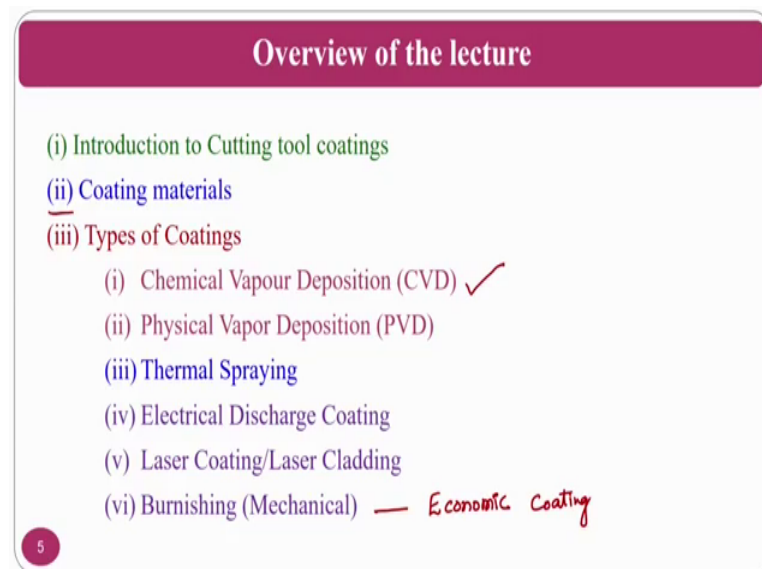 Overview of the lecture
(i) Introduction to Cutting tool coatings
(ii) Coating materials
(iii) Types of Coatings
(i) Chemical Vapour Deposition (CVD)
(ii) Physical Vapor Deposition (PVD)
(iii) Thermal Spraying
(iv) Electrical Discharge Coating
(v) Laser Coating/Laser Cladding
(vi) Burnishing (Mechanical) — Economic Coating
5